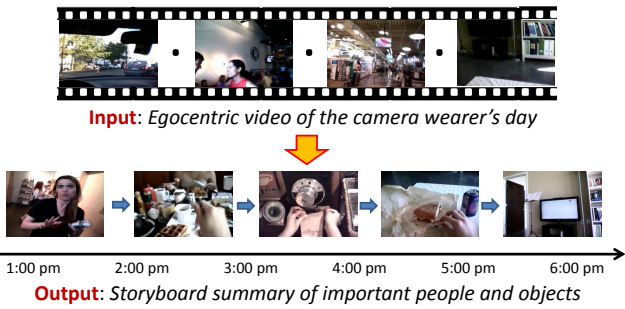 Input: Egocentric video of the camera wearer's day
1:00 pm 2:00 pm 3:00 pm 4:00 pm 5:00 pm 6:00 pm
Output: Storyboard summary of important people and objects